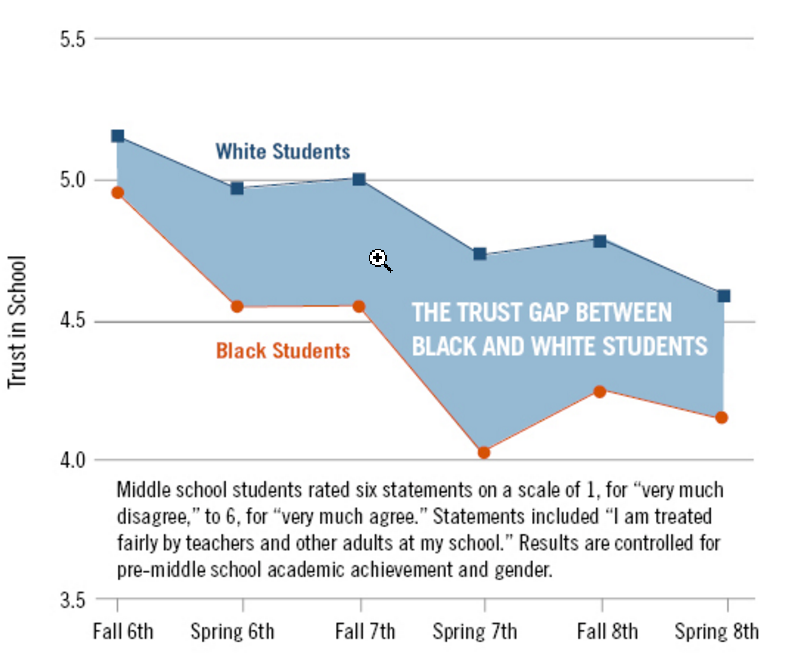 5.5
White Students
5.0
Trust in School
THE TRUST GAP BETWEEN
BLACK AND WHITE STUDENTS
4.5
Black Students
4.0
Middle school students rated six statements on a scale of 1, for “very much
disagree,” to 6, for “very much agree.” Statements included “I am treated
fairly by teachers and other adults at my school.” Results are controlled for
pre-middle school academic achievement and gender.
3.5
Fall 6th Spring 6th Fall 7th Spring 7th Fall 8th Spring 8th